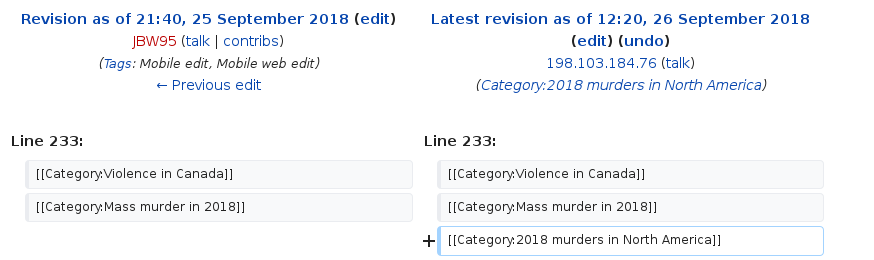 Revision as of 21:40, 25 September 2018 (edit)
JBW95 (talk | contribs)
(Tags: Mobile edit, Mobile web edit)
← Previous edit
Latest revision as of 12:20, 26 September 2018
(edit) (undo)
198.103.184.76 (talk)
(Category:2018 murders in North America)
Line 233:
Line 233:
[[Category:Violence in Canada]]
[[Category:Violence in Canada]]
[[Category:Mass murder in 2018]]
[[Category:Mass murder in 2018]]
+ [[Category:2018 murders in North America]]